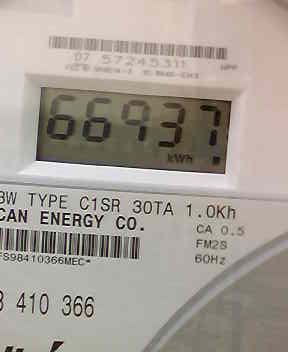 07 57245311
66937
kWh
3W TYPE C1SR 30TA 1.0Kh
CAN ENERGY CO.
CA 0.5
FM2S
60Hz
FS98410366MEC*
410 366